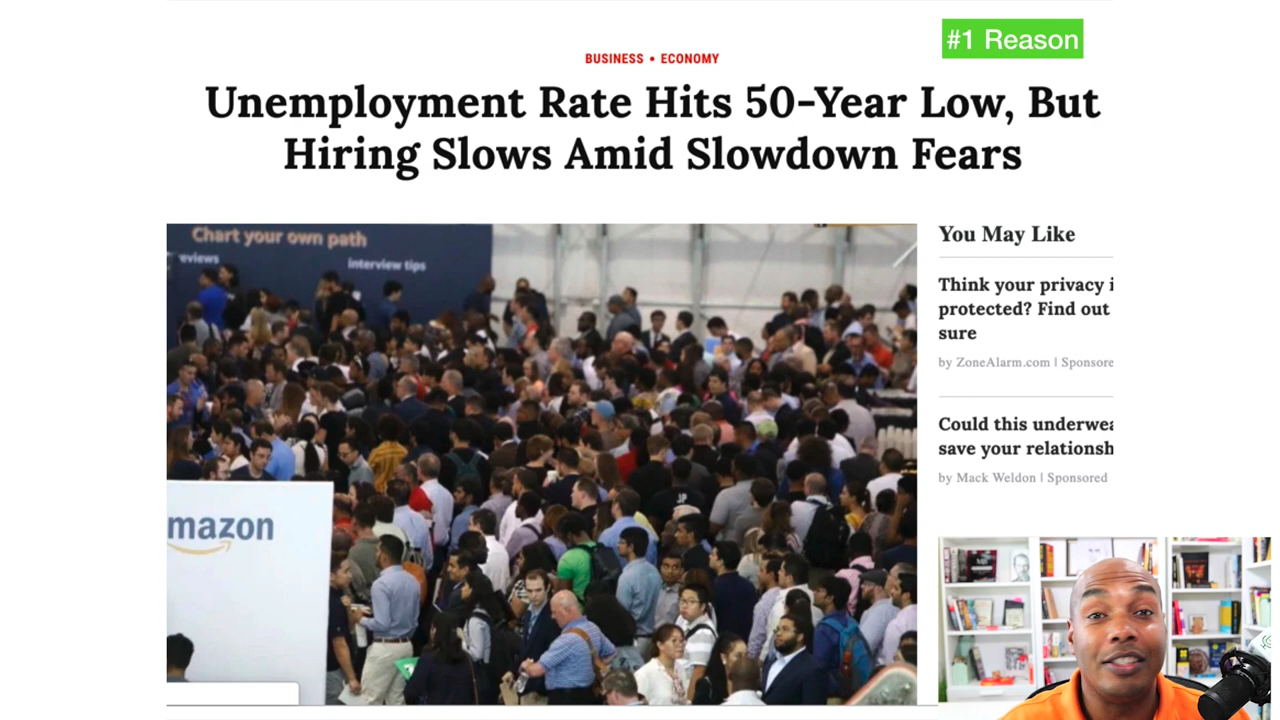 #1 Reason
BUSINESS • ECONOMY
Unemployment Rate Hits 50-Year Low, But
Hiring Slows Amid Slowdown Fears
Chart your own path
eviews
interview tips
mazon
JP
You May Like
Think your privacy i
protected? Find out
sure
by ZoneAlarm.com | Sponsore
Could this underwea
save your relationsh
by Mack Weldon | Sponsored